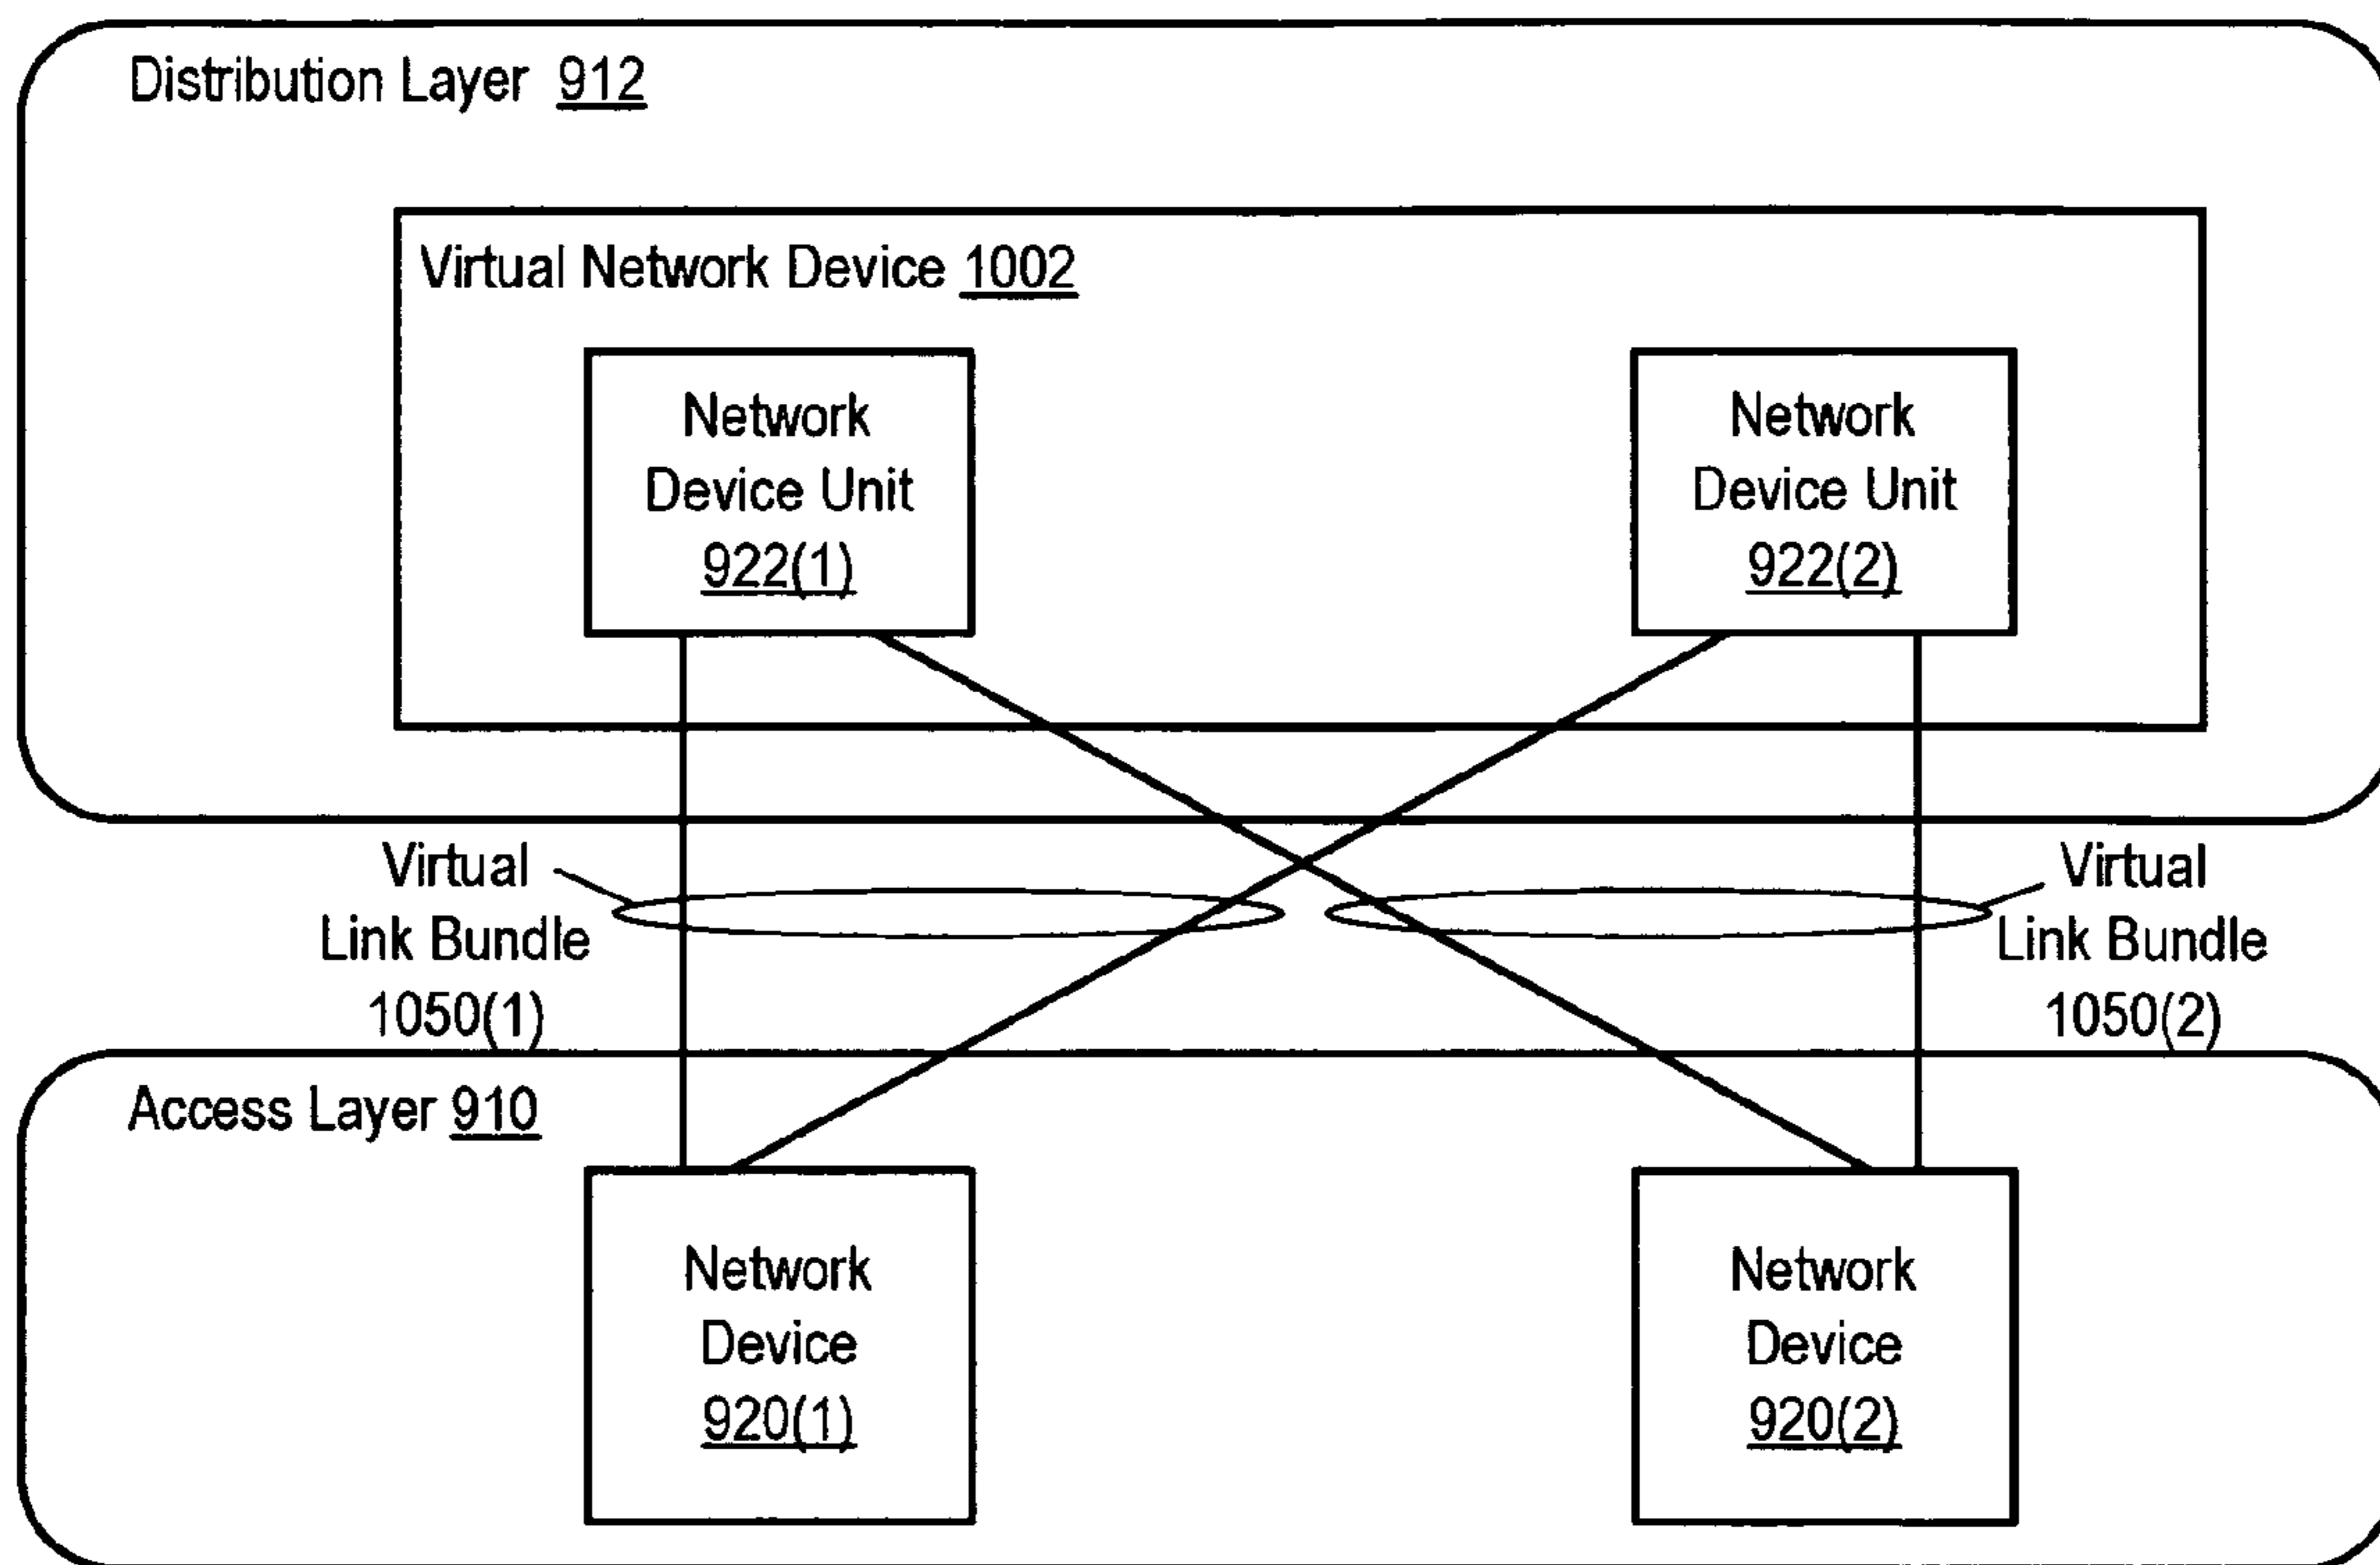 Distribution Layer 912
Virtual Network Device 1002
Network
Device Unit
922(1)
Network
Device Unit
922(2)
Virtual
Link Bundle
1050(1)
Virtual
Link Bundle
1050(2)
Access Layer 910
Network
Device
920(1)
Network
Device
920(2)